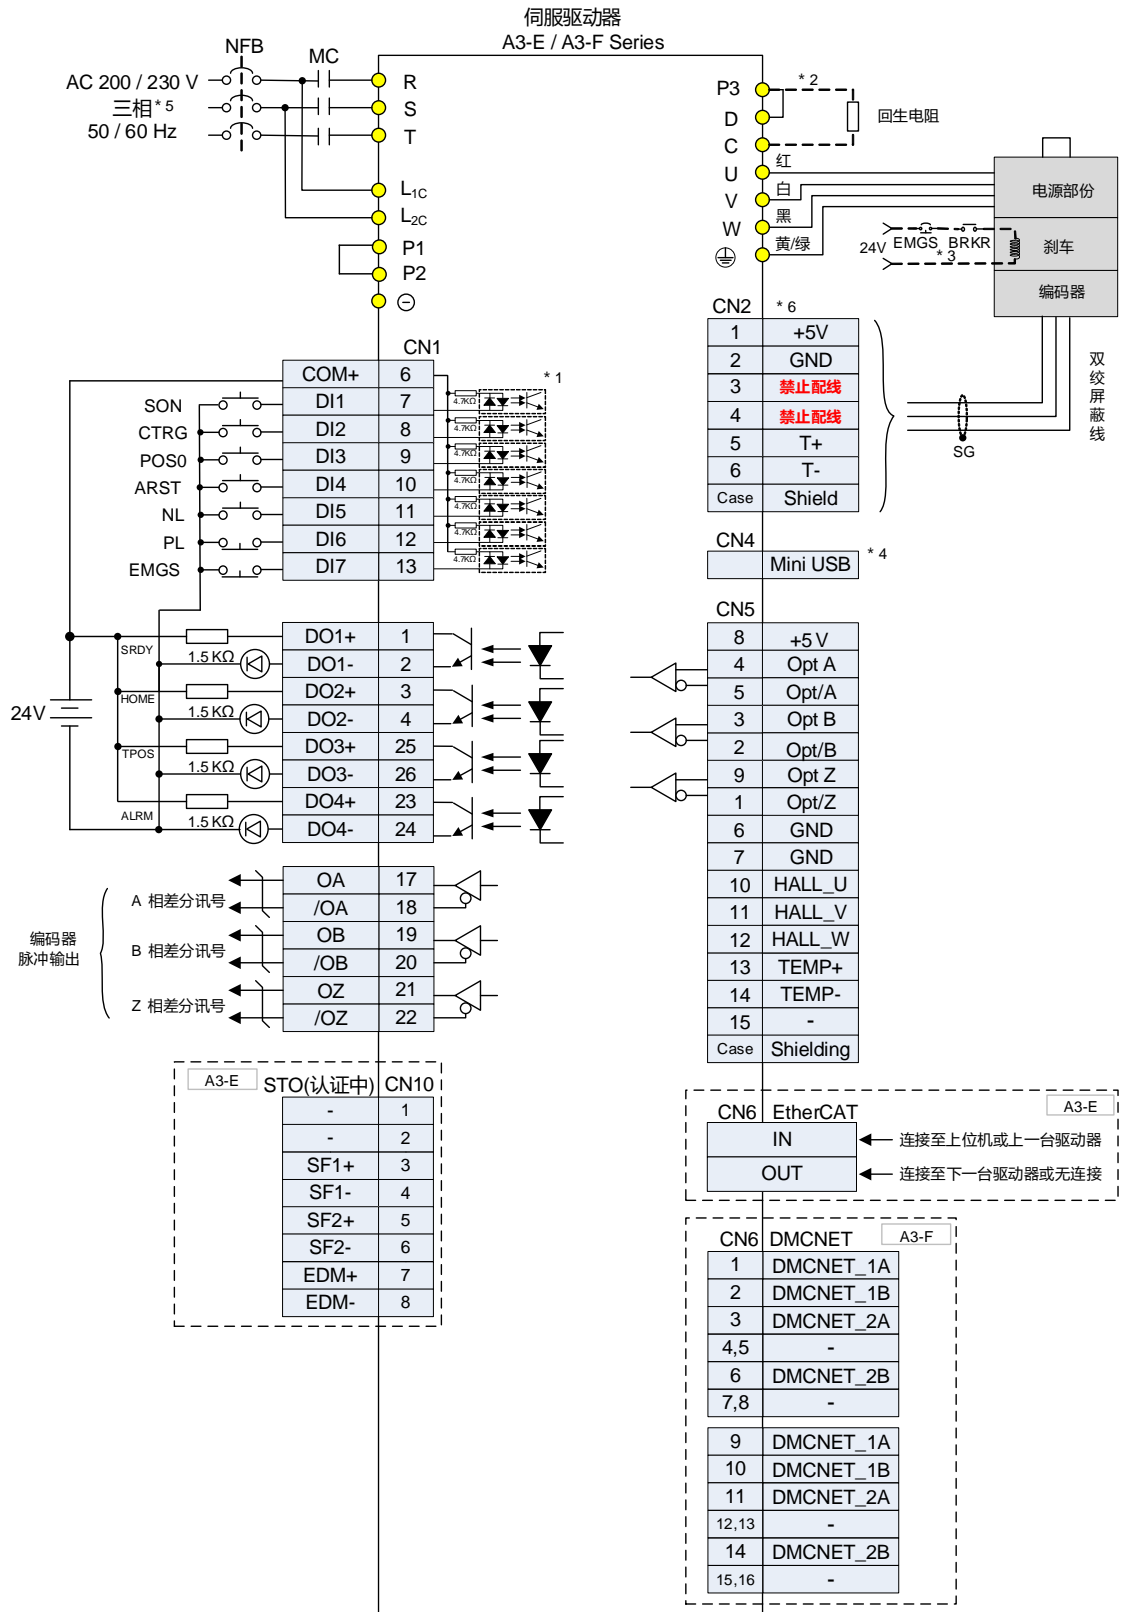 伺服驱动器
A3-E / A3-F Series
NFB
MC
AC 200 / 230 V
三相 * 5
50 / 60 Hz
R
S
T
L1C
L2C
P1
P2
⊖
P3
* 2
D
C
回生电阻
U
红
V
白
W
黑
黄/绿
电源部份
24V
EMGS
BRKR
* 3
刹车
编码器
CN1
COM+ 6
* 1
SON DI1 7
CTRG DI2 8
POS0 DI3 9
ARST DI4 10
NL DI5 11
PL DI6 12
EMGS DI7 13
4.7KΩ
4.7KΩ
4.7KΩ
4.7KΩ
4.7KΩ
4.7KΩ
4.7KΩ
24V
SRDY
DO1+ 1
1.5 KΩ
DO1- 2
HOME
DO2+ 3
1.5 KΩ
DO2- 4
TPOS
DO3+ 25
1.5 KΩ
DO3- 26
ALRM
DO4+ 23
1.5 KΩ
DO4- 24
编码器
脉冲输出
A 相差分讯号
OA 17
/OA 18
B 相差分讯号
OB 19
/OB 20
Z 相差分讯号
OZ 21
/OZ 22
A3-E
STO(认证中) CN10
- 1
- 2
SF1+ 3
SF1- 4
SF2+ 5
SF2- 6
EDM+ 7
EDM- 8
CN2 * 6
1 +5V
2 GND
3 禁止配线
4 禁止配线
5 T+
6 T-
Case Shield
双绞屏蔽线
SG
CN4
Mini USB * 4
CN5
8 +5 V
4 Opt A
5 Opt/A
3 Opt B
2 Opt/B
9 Opt Z
1 Opt/Z
6 GND
7 GND
10 HALL_U
11 HALL_V
12 HALL_W
13 TEMP+
14 TEMP-
15 -
Case Shielding
A3-E
CN6 EtherCAT
IN 连接至上位机或上一台驱动器
OUT 连接至下一台驱动器或无连接
A3-F
CN6 DMCNET
1 DMCNET_1A
2 DMCNET_1B
3 DMCNET_2A
4,5 -
6 DMCNET_2B
7,8 -
9 DMCNET_1A
10 DMCNET_1B
11 DMCNET_2A
12,13 -
14 DMCNET_2B
15,16 -